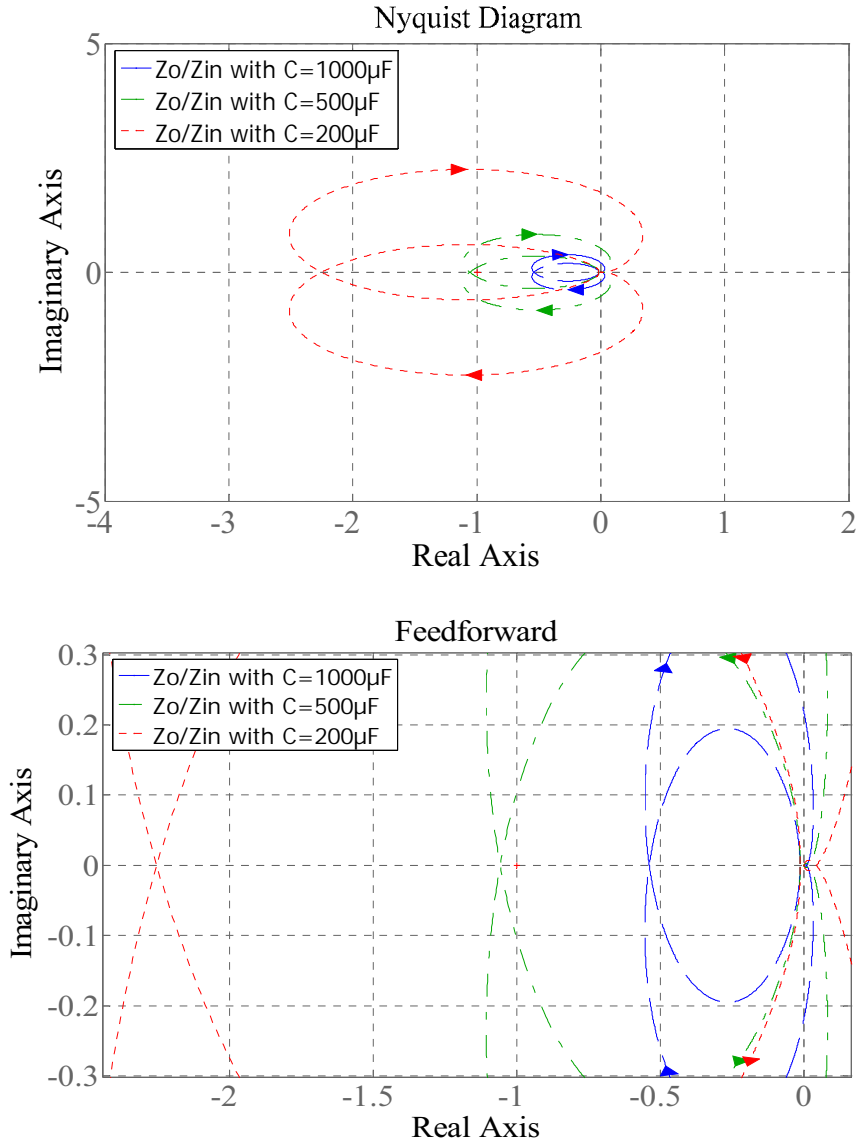 Nyquist Diagram
5
Zo/Zin with C=1000µF
Zo/Zin with C=500µF
Zo/Zin with C=200µF
Imaginary Axis
0
-5
-4 -3 -2 -1 0 1 2
Real Axis
Feedforward
0.3
Zo/Zin with C=1000µF
Zo/Zin with C=500µF
Zo/Zin with C=200µF
0.2
0.1
Imaginary Axis
0
-0.1
-0.2
-0.3
-2 -1.5 -1 -0.5 0
Real Axis